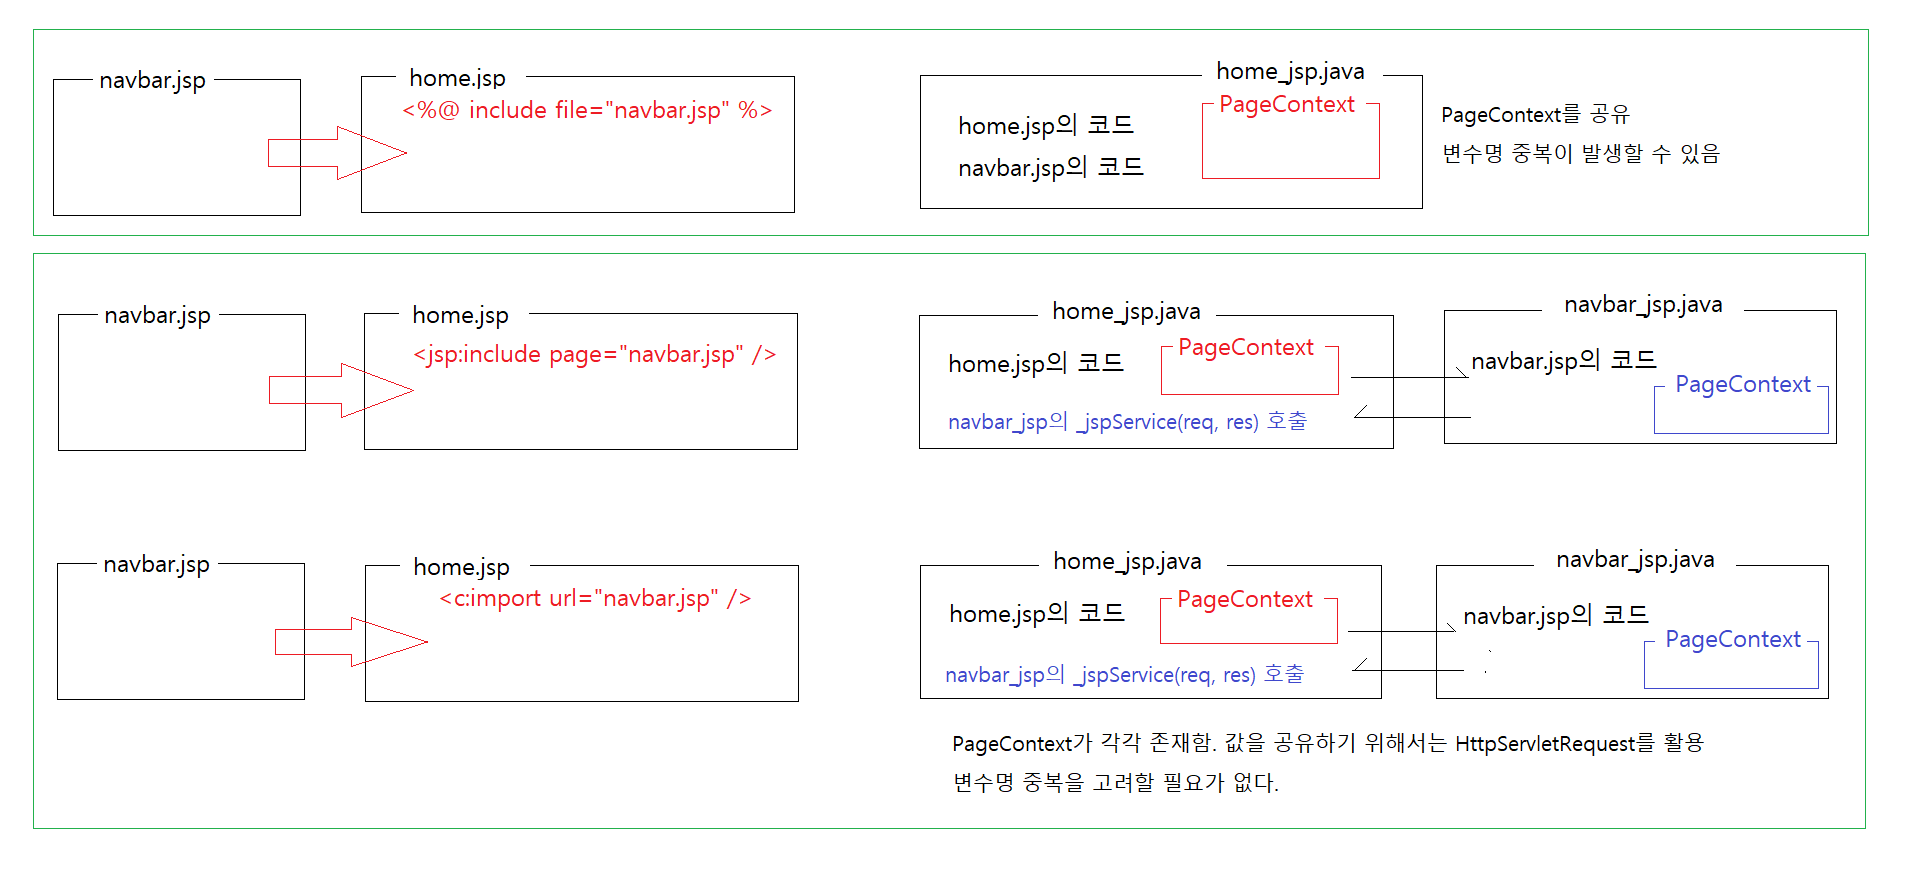 navbar.jsp
home.jsp
<%@ include file="navbar.jsp" %>
home_jsp.java
PageContext
home.jsp의 코드
navbar.jsp의 코드
PageContext를 공유
변수명 중복이 발생할 수 있음
navbar.jsp
home.jsp
<jsp:include page="navbar.jsp" />
home_jsp.java
PageContext
home.jsp의 코드
navbar_jsp의 _jspService(req, res) 호출
navbar_jsp.java
navbar.jsp의 코드
PageContext
navbar.jsp
home.jsp
<c:import url="navbar.jsp" />
home_jsp.java
PageContext
home.jsp의 코드
navbar_jsp의 _jspService(req, res) 호출
navbar_jsp.java
navbar.jsp의 코드
PageContext
PageContext가 각각 존재함. 값을 공유하기 위해서는 HttpServletRequest를 활용
변수명 중복을 고려할 필요가 없다.